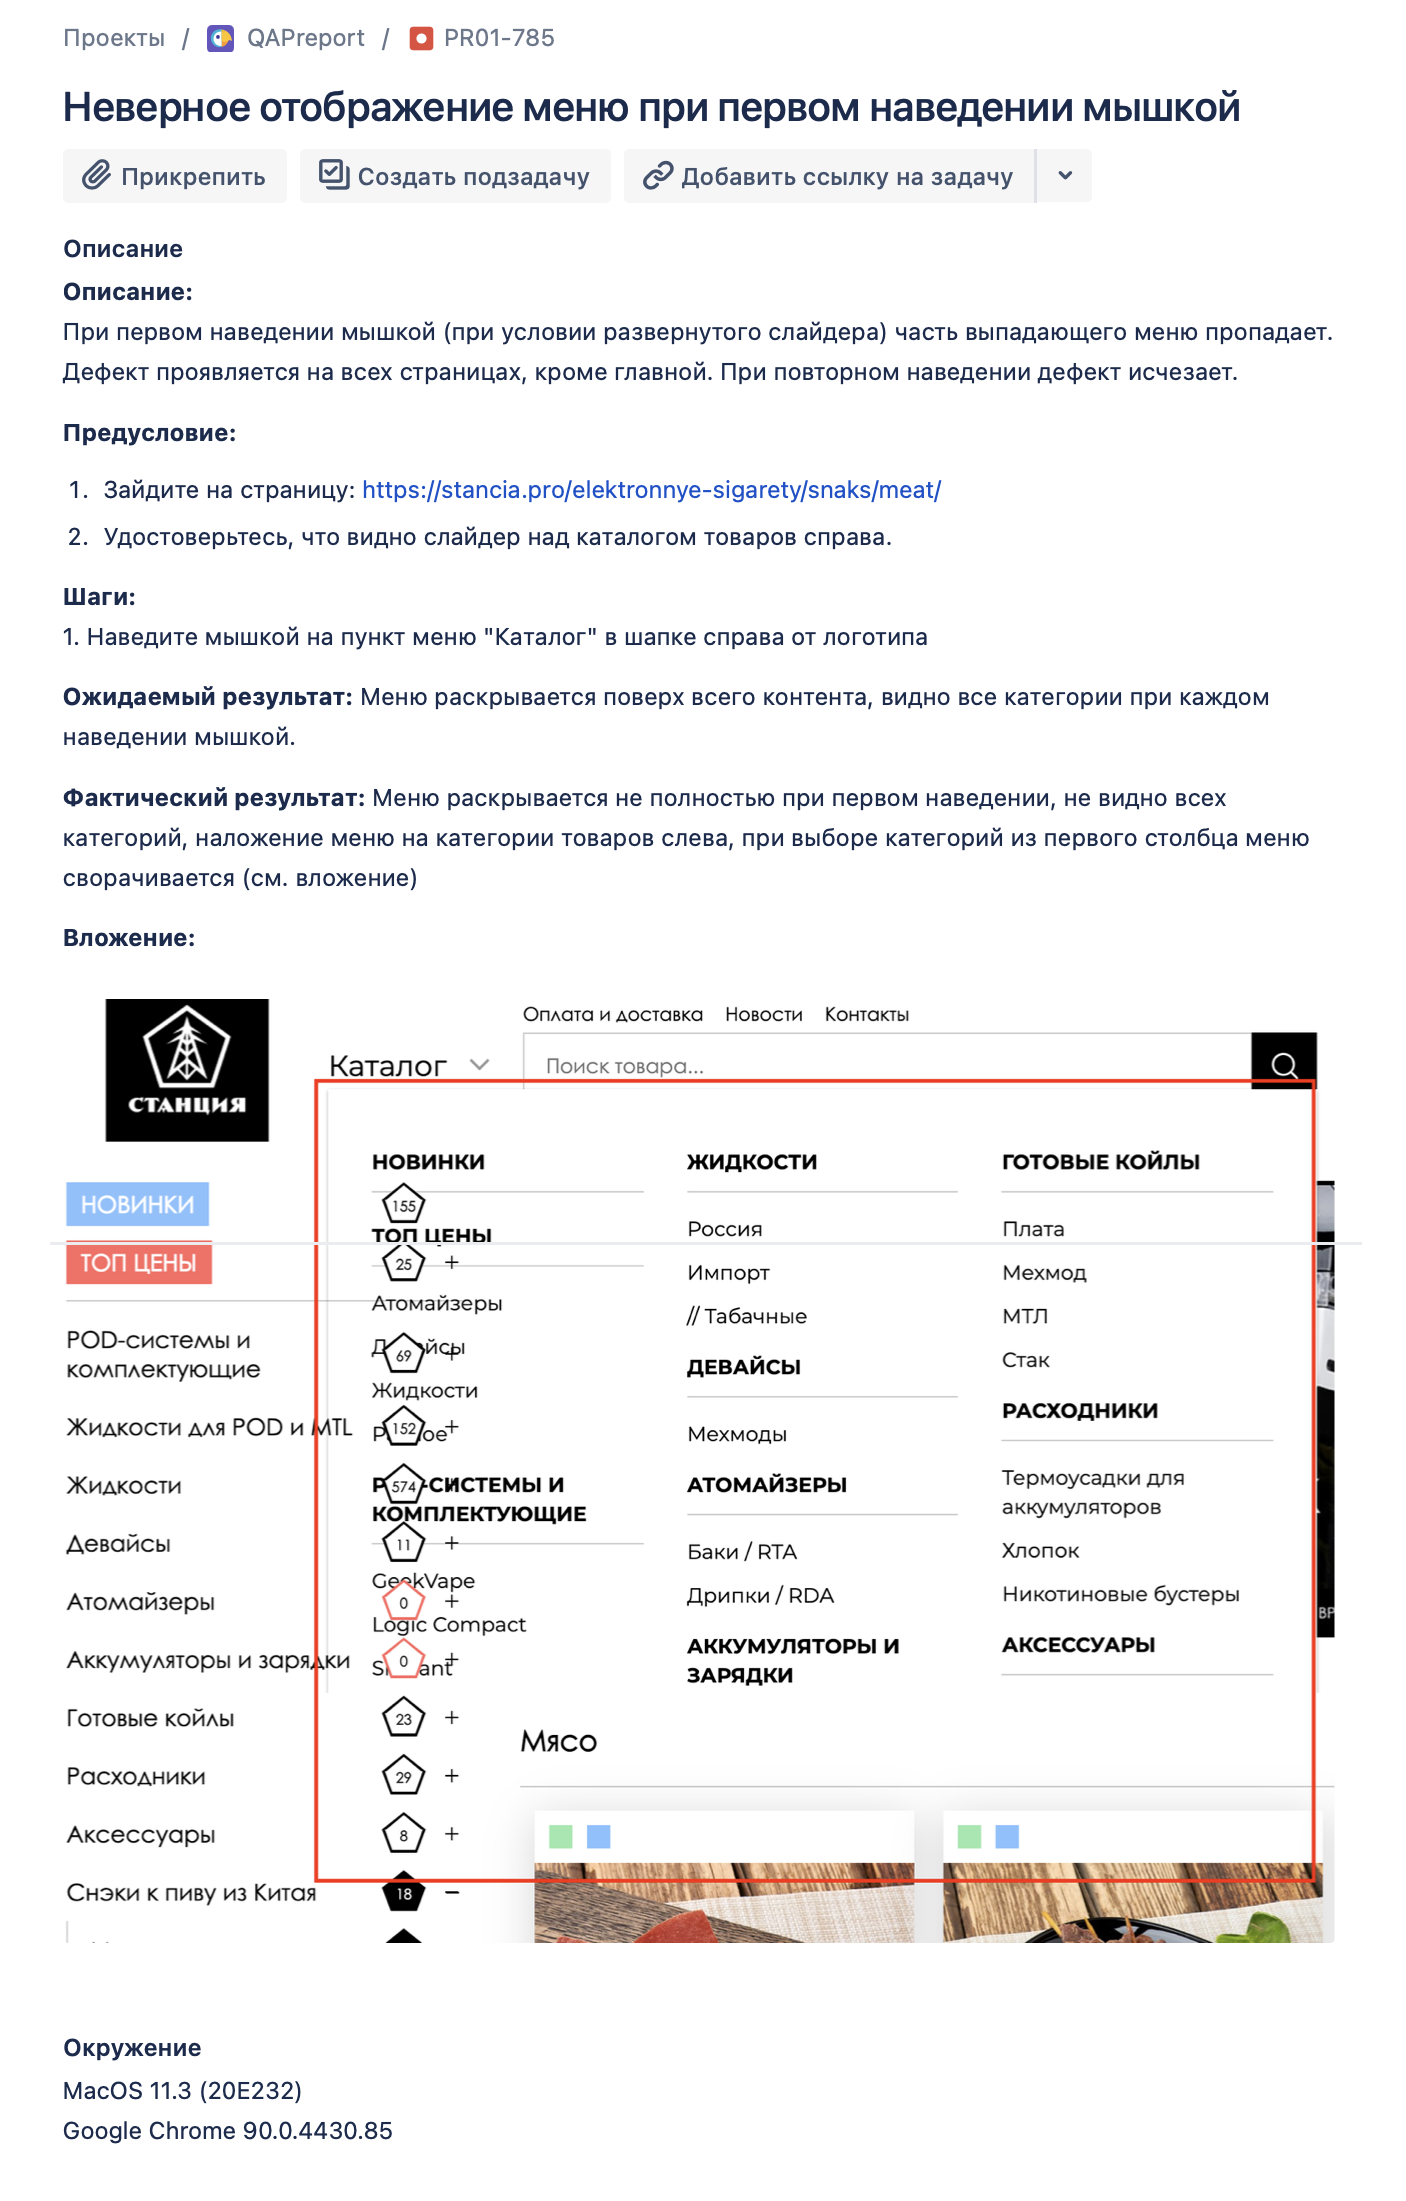 Проекты / QAPreport / PR01-785
Неверное отображение меню при первом наведении мышкой
Прикрепить
Создать подзадачу
Добавить ссылку на задачу
Описание
Описание:
При первом наведении мышкой (при условии развернутого слайдера) часть выпадающего меню пропадает.
Дефект проявляется на всех страницах, кроме главной. При повторном наведении дефект исчезает.
Предусловие:
1. Зайдите на страницу: https://stancia.pro/elektronnye-sigarety/snaks/meat/
2. Удостоверьтесь, что видно слайдер над каталогом товаров справа.
Шаги:
1. Наведите мышкой на пункт меню "Каталог" в шапке справа от логотипа
Ожидаемый результат: Меню раскрывается поверх всего контента, видно все категории при каждом
наведении мышкой.
Фактический результат: Меню раскрывается не полностью при первом наведении, не видно всех
категорий, наложение меню на категории товаров слева, при выборе категорий из первого столбца меню
сворачивается (см. вложение)
Вложение:
СТАНЦИЯ
Оплата и доставка Новости Контакты
Каталог
Поиск товара...
НОВИНКИ
ТОП ЦЕНЫ
POD-системы и
комплектующие
Жидкости для POD и MTL
Жидкости
Девайсы
Атомайзеры
Аккумуляторы и зарядки
Готовые койлы
Расходники
Аксессуары
Снэки к пиву из Китая
155
25 +
69 +
152 +
574
11 +
0 +
0 +
23 +
29 +
8 +
18 −
НОВИНКИ
ТОП ЦЕНЫ
Атомайзеры
Жидкости
-СИСТЕМЫ И
КОМПЛЕКТУЮЩИЕ
GeekVape
Logic Compact
ЖИДКОСТИ
Россия
Импорт
// Табачные
ДЕВАЙСЫ
Мехмоды
АТОМАЙЗЕРЫ
Баки / RTA
Дрипки / RDA
АККУМУЛЯТОРЫ И
ЗАРЯДКИ
ГОТОВЫЕ КОЙЛЫ
Плата
Мехмод
МТЛ
Стак
РАСХОДНИКИ
Термоусадки для
аккумуляторов
Хлопок
Никотиновые бустеры
АКСЕССУАРЫ
Мясо
Окружение
MacOS 11.3 (20E232)
Google Chrome 90.0.4430.85